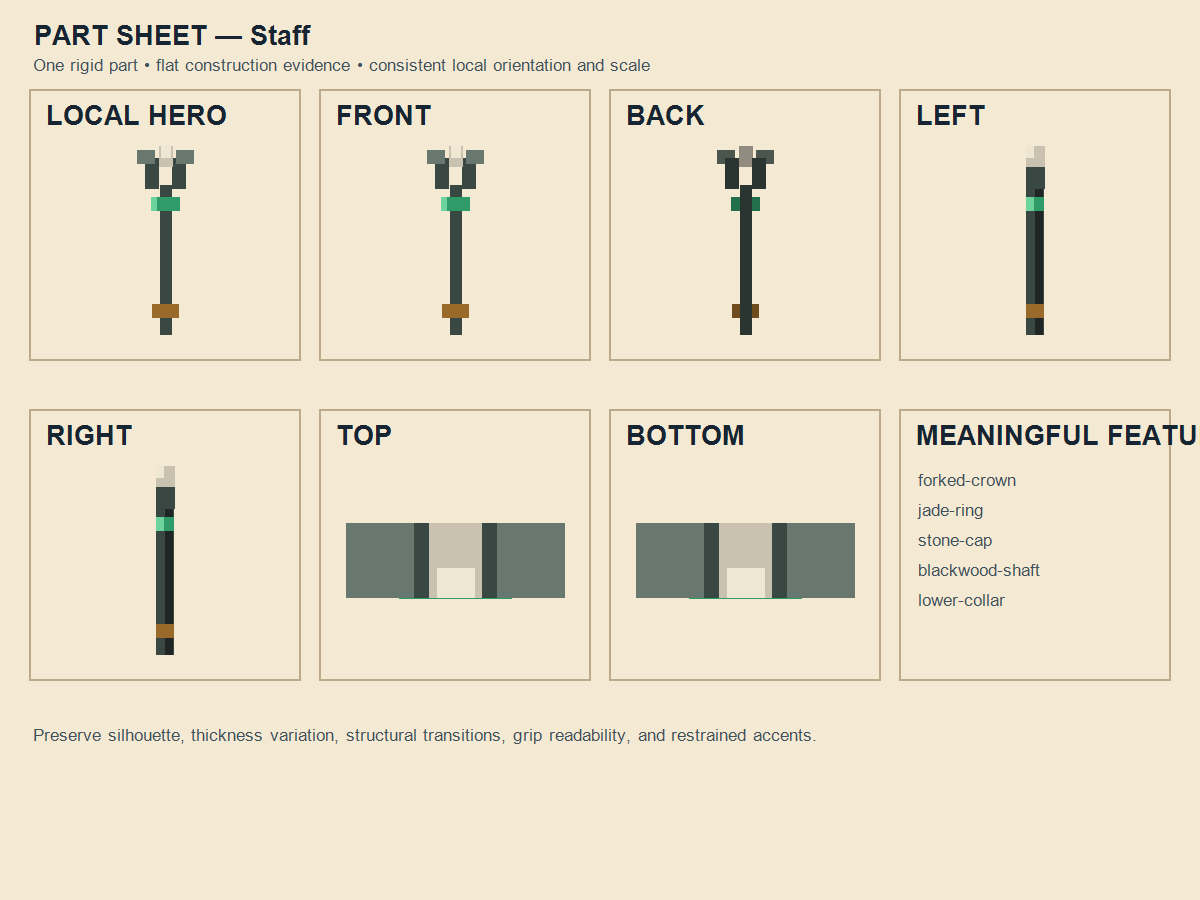 PART SHEET — Staff
One rigid part • flat construction evidence • consistent local orientation and scale
LOCAL HERO
FRONT
BACK
LEFT
RIGHT
TOP
BOTTOM
MEANINGFUL FEATU
forked-crown
jade-ring
stone-cap
blackwood-shaft
lower-collar
Preserve silhouette, thickness variation, structural transitions, grip readability, and restrained accents.